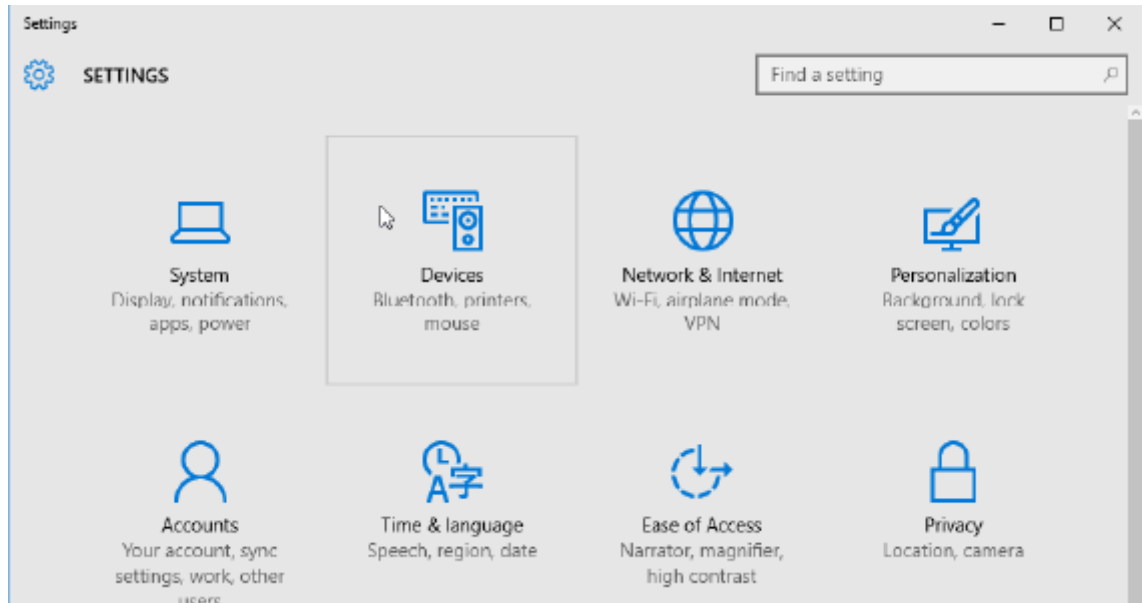 Settings
SETTINGS
Find a setting
System
Display, notifications,
apps, power
Devices
Bluetooth, printers,
mouse
Network & Internet
Wi-Fi, airplane mode,
VPN
Personalization
Background, lock
screen, colors
Accounts
Your account, sync
settings, work, other
users
Time & language
Speech, region, date
Ease of Access
Narrator, magnifier,
high contrast
Privacy
Location, camera